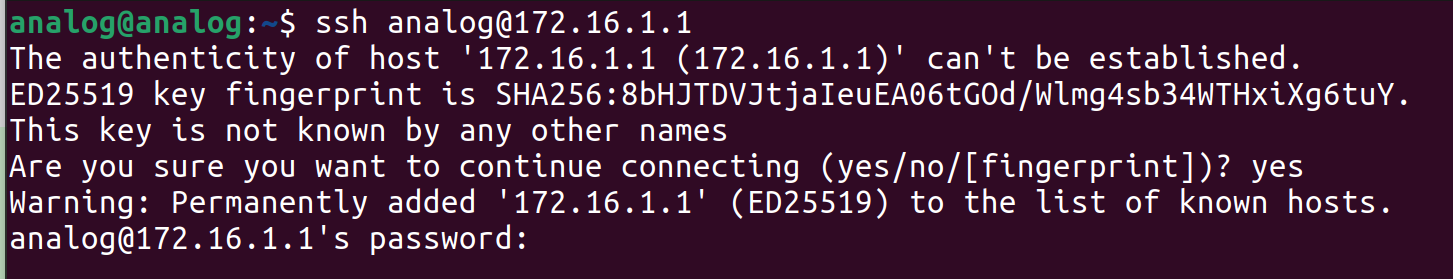 analog@analog:~$ ssh analog@172.16.1.1
The authenticity of host '172.16.1.1 (172.16.1.1)' can't be established.
ED25519 key fingerprint is SHA256:8bHJTDVJtjaIeuEA06tGOd/Wlmg4sb34WTHxiXg6tuY.
This key is not known by any other names
Are you sure you want to continue connecting (yes/no/[fingerprint])? yes
Warning: Permanently added '172.16.1.1' (ED25519) to the list of known hosts.
analog@172.16.1.1's password: